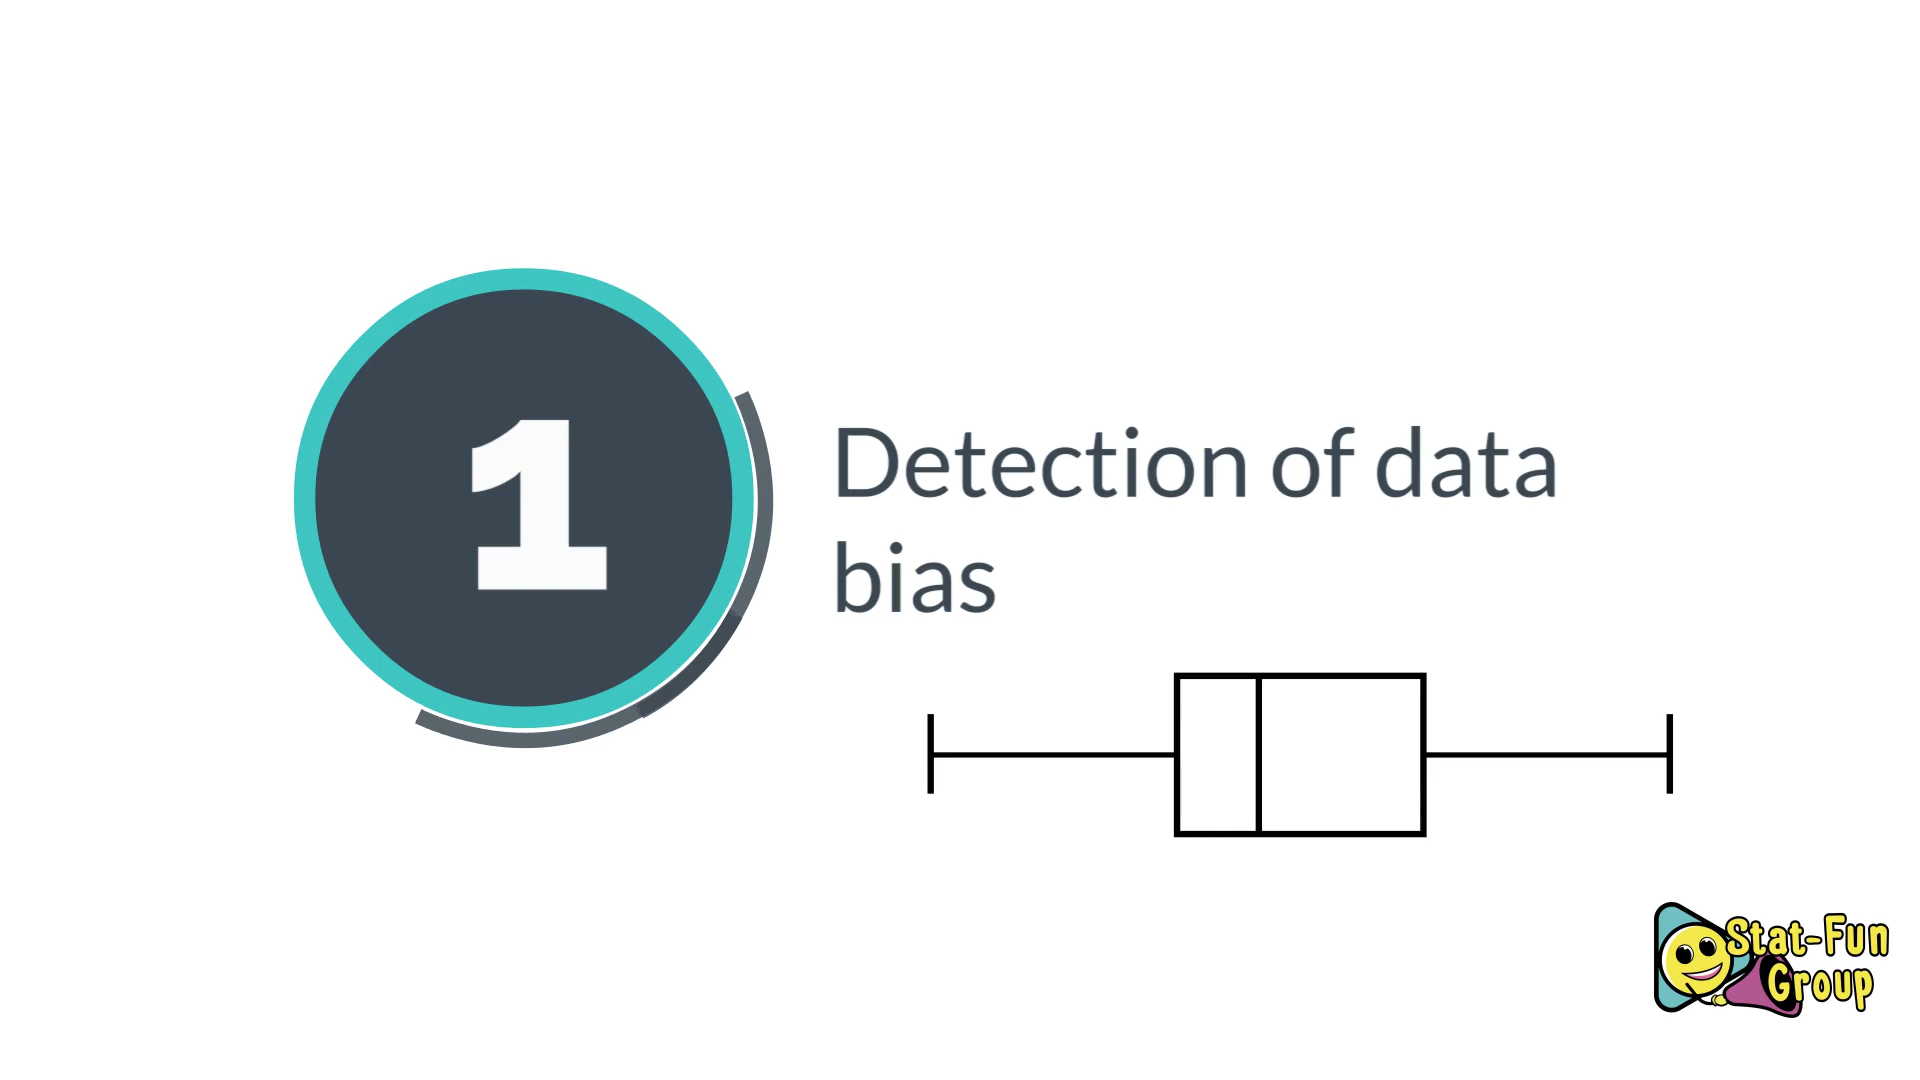 1
Detection of data
bias
Stat-Fun
Group